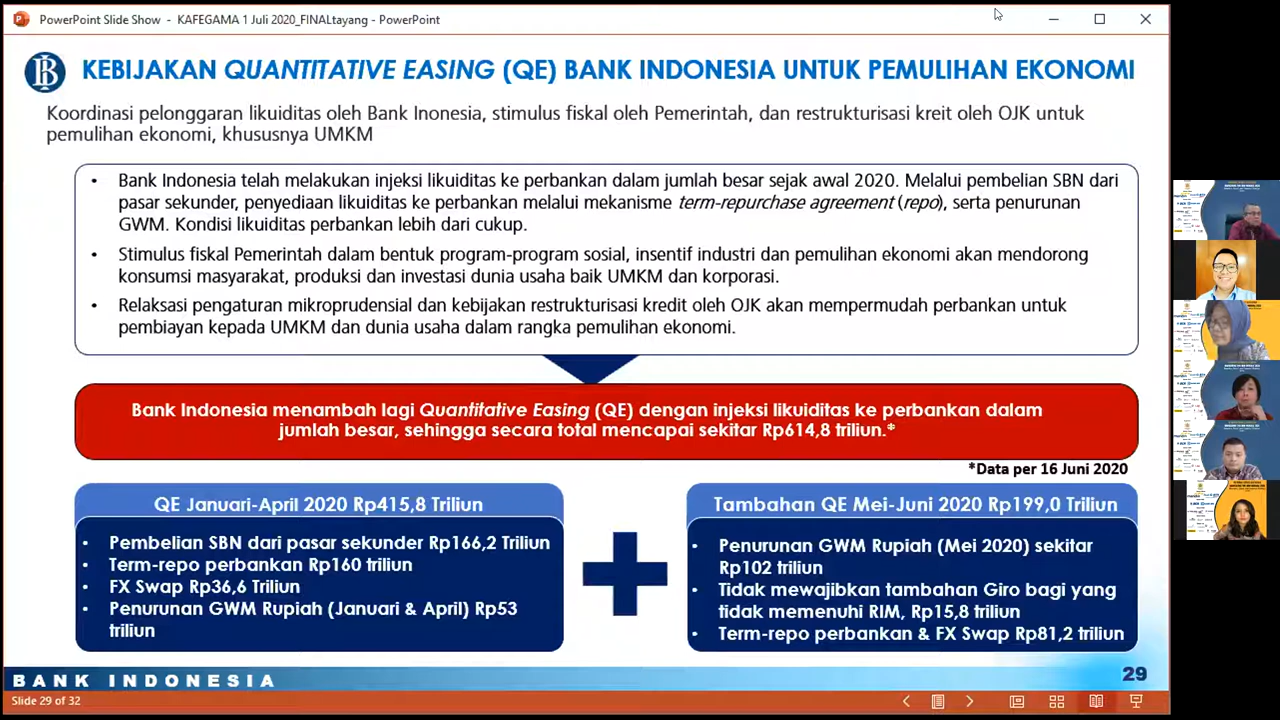 PowerPoint Slide Show - KAFEGAMA 1 Juli 2020_FINALtayang - PowerPoint
KEBIJAKAN QUANTITATIVE EASING (QE) BANK INDONESIA UNTUK PEMULIHAN EKONOMI
Koordinasi pelonggaran likuiditas oleh Bank Inonesia, stimulus fiskal oleh Pemerintah, dan restrukturisasi kreit oleh OJK untuk
pemulihan ekonomi, khususnya UMKM
• Bank Indonesia telah melakukan injeksi likuiditas ke perbankan dalam jumlah besar sejak awal 2020. Melalui pembelian SBN dari
pasar sekunder, penyediaan likuiditas ke perbankan melalui mekanisme term-repurchase agreement (repo), serta penurunan
GWM. Kondisi likuiditas perbankan lebih dari cukup.
• Stimulus fiskal Pemerintah dalam bentuk program-program sosial, insentif industri dan pemulihan ekonomi akan mendorong
konsumsi masyarakat, produksi dan investasi dunia usaha baik UMKM dan korporasi.
• Relaksasi pengaturan mikroprudensial dan kebijakan restrukturisasi kredit oleh OJK akan mempermudah perbankan untuk
pembiayan kepada UMKM dan dunia usaha dalam rangka pemulihan ekonomi.
Bank Indonesia menambah lagi Quantitative Easing (QE) dengan injeksi likuiditas ke perbankan dalam
jumlah besar, sehingga secara total mencapai sekitar Rp614,8 triliun.*
*Data per 16 Juni 2020
QE Januari-April 2020 Rp415,8 Triliun
• Pembelian SBN dari pasar sekunder Rp166,2 Triliun
• Term-repo perbankan Rp160 triliun
• FX Swap Rp36,6 Triliun
• Penurunan GWM Rupiah (Januari & April) Rp53
triliun
Tambahan QE Mei-Juni 2020 Rp199,0 Triliun
• Penurunan GWM Rupiah (Mei 2020) sekitar
Rp102 triliun
• Tidak mewajibkan tambahan Giro bagi yang
tidak memenuhi RIM, Rp15,8 triliun
• Term-repo perbankan & FX Swap Rp81,2 triliun
BANK INDONESIA
29
Slide 29 of 32